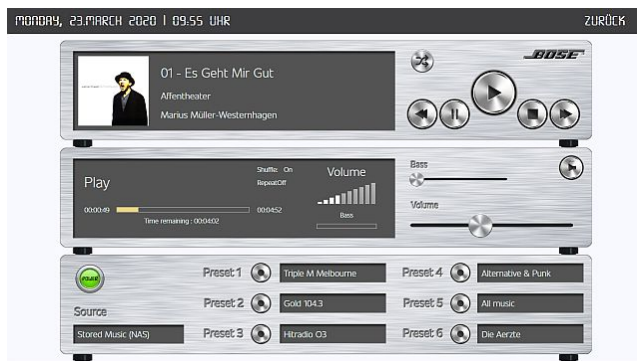 MONDAY, 23.MARCH 2020 | 09:55 UHR
ZURÜCK
01 - Es Geht Mir Gut
Affentheater
Marius Müller-Westernhagen
BOSE
Play
Shuffle: On
RepeatOff
Volume
00:00:49
00:04:52
Time remaining : 00:04:02
Bass
Bass
Volume
POWER
Source
Stored Music (NAS)
Preset 1
Triple M Melbourne
Preset 2
Gold 104.3
Preset 3
Hitradio O3
Preset 4
Alternative & Punk
Preset 5
All music
Preset 6
Die Aerzte